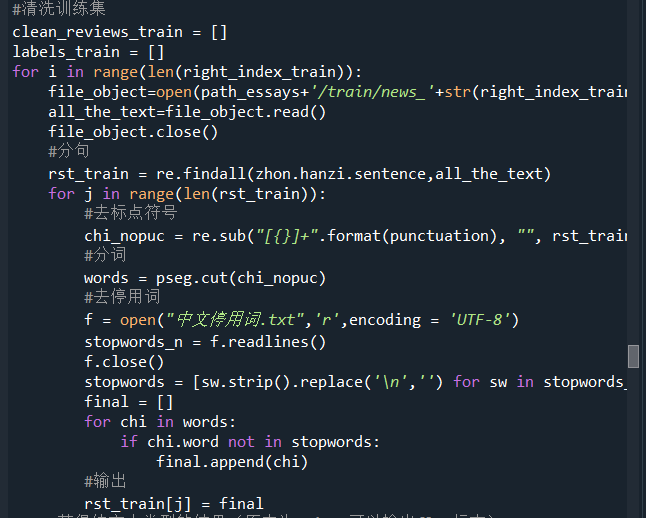 #清洗训练集
clean_reviews_train = []
labels_train = []
for i in range(len(right_index_train)):
    file_object=open(path_essays+'/train/news_'+str(right_index_train
    all_the_text=file_object.read()
    file_object.close()
    #分句
    rst_train = re.findall(zhon.hanzi.sentence,all_the_text)
    for j in range(len(rst_train)):
        #去标点符号
        chi_nopuc = re.sub("[{}]+".format(punctuation), "", rst_train
        #分词
        words = pseg.cut(chi_nopuc)
        #去停用词
        f = open("中文停用词.txt",'r',encoding = 'UTF-8')
        stopwords_n = f.readlines()
        f.close()
        stopwords = [sw.strip().replace('\n','') for sw in stopwords_
        final = []
        for chi in words:
            if chi.word not in stopwords:
                final.append(chi)
        #输出
        rst_train[j] = final